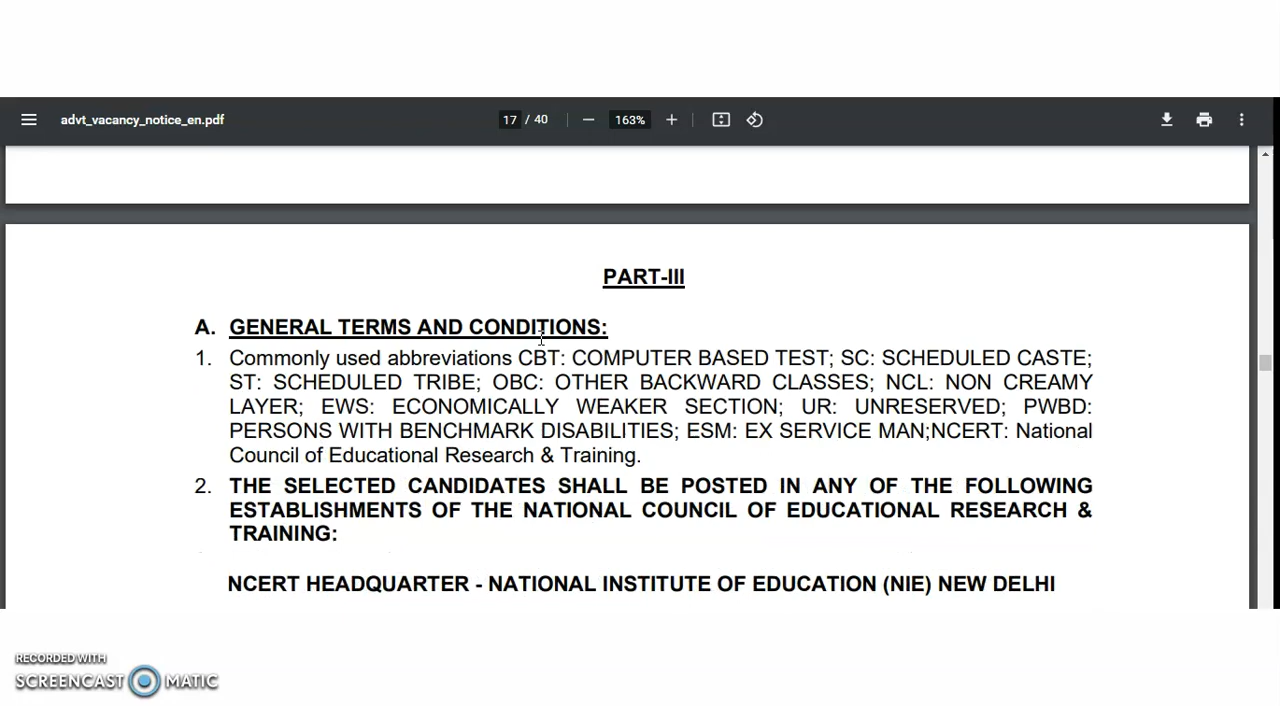 advt_vacancy_notice_en.pdf 17 / 40 163%
PART-III
A. GENERAL TERMS AND CONDITIONS:
1. Commonly used abbreviations CBT: COMPUTER BASED TEST; SC: SCHEDULED CASTE;
ST: SCHEDULED TRIBE; OBC: OTHER BACKWARD CLASSES; NCL: NON CREAMY
LAYER; EWS: ECONOMICALLY WEAKER SECTION; UR: UNRESERVED; PWBD:
PERSONS WITH BENCHMARK DISABILITIES; ESM: EX SERVICE MAN;NCERT: National
Council of Educational Research & Training.
2. THE SELECTED CANDIDATES SHALL BE POSTED IN ANY OF THE FOLLOWING
ESTABLISHMENTS OF THE NATIONAL COUNCIL OF EDUCATIONAL RESEARCH &
TRAINING:
NCERT HEADQUARTER - NATIONAL INSTITUTE OF EDUCATION (NIE) NEW DELHI
RECORDED WITH
SCREENCAST MATIC